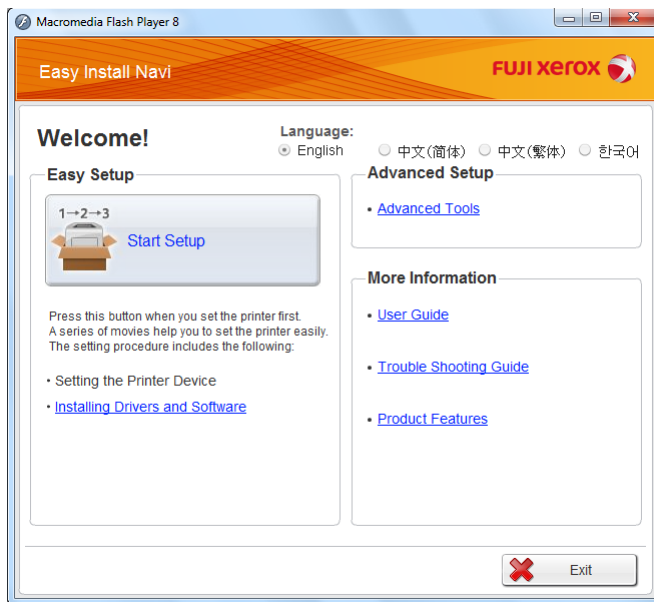 Macromedia Flash Player 8
Easy Install Navi
FUJI xerox
Welcome!
Language:
English
中文(简体)
中文(繁体)
한국어
Easy Setup
1→2→3
Start Setup
Press this button when you set the printer first.
A series of movies help you to set the printer easily.
The setting procedure includes the following:
• Setting the Printer Device
• Installing Drivers and Software
Advanced Setup
• Advanced Tools
More Information
• User Guide
• Trouble Shooting Guide
• Product Features
Exit